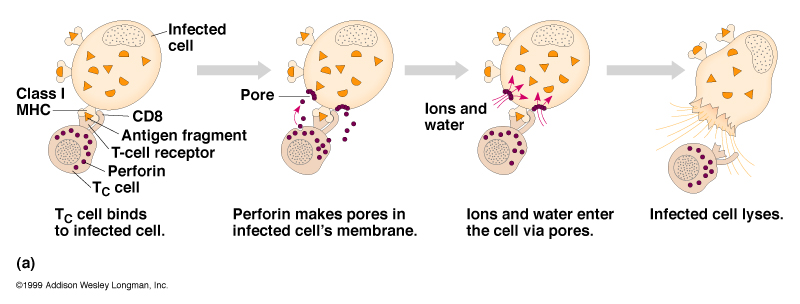 Infected
cell
Class I
MHC
CD8
Antigen fragment
T-cell receptor
Perforin
TC cell
TC cell binds
to infected cell.
Pore
Perforin makes pores in
infected cell's membrane.
Ions and
water
Ions and water enter
the cell via pores.
Infected cell lyses.
(a)
©1999 Addison Wesley Longman, Inc.